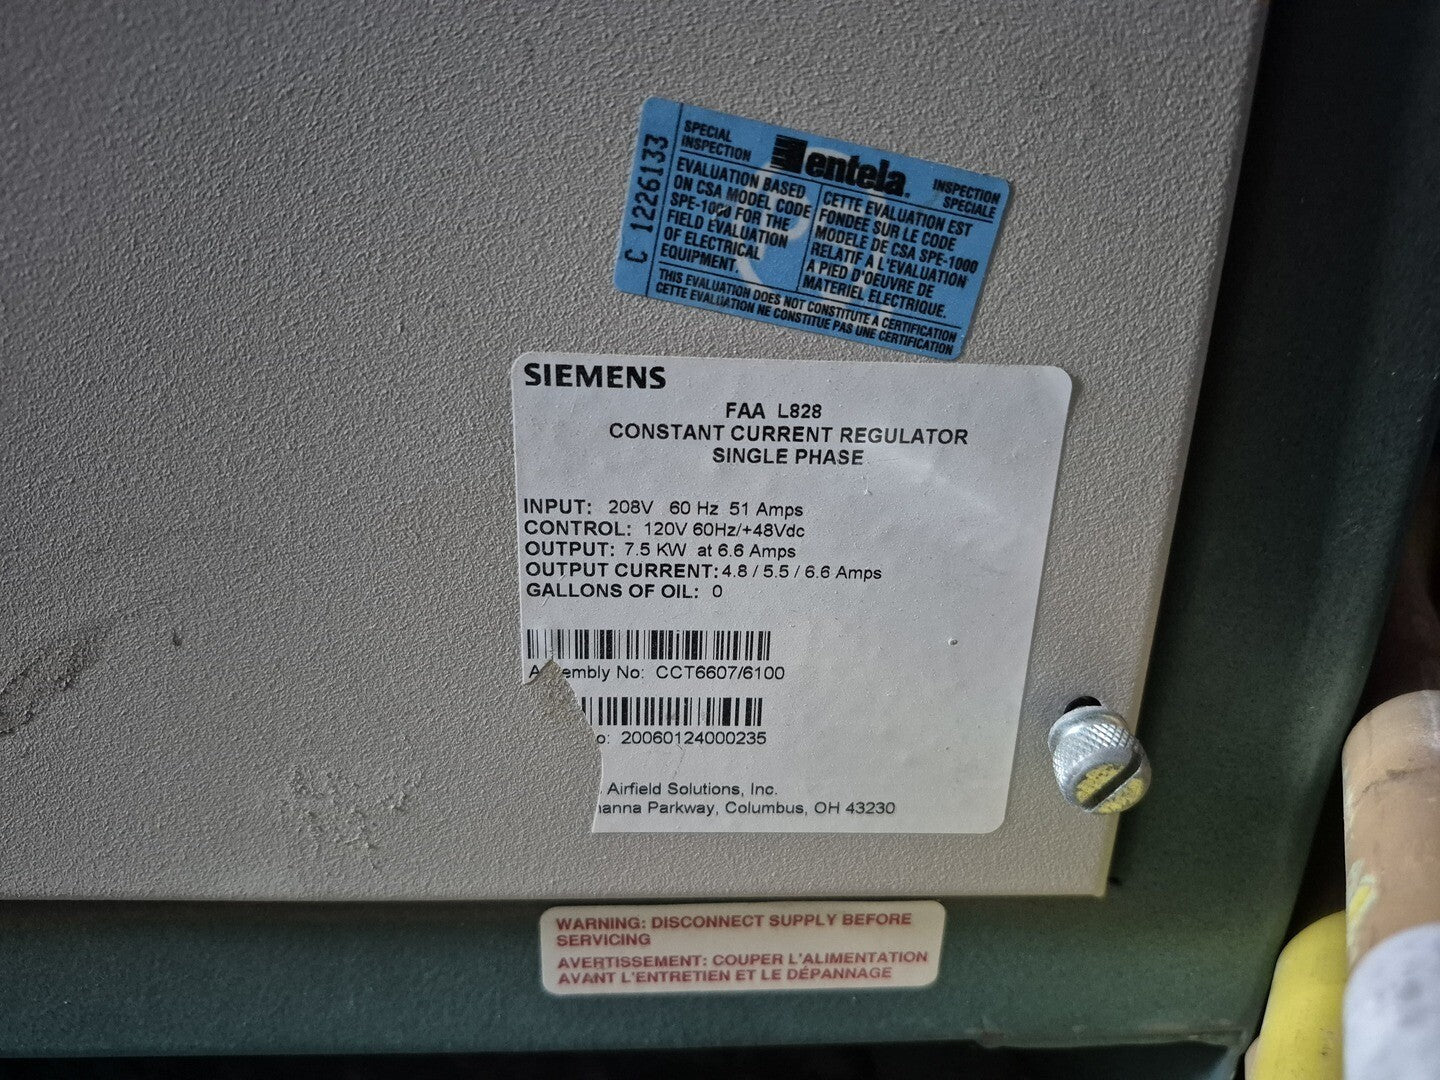 C 1226133
SPECIAL
INSPECTION
entela
INSPECTION
SPECIALE
EVALUATION BASED
ON CSA MODEL CODE
SPE-1000 FOR THE
FIELD EVALUATION
OF ELECTRICAL
EQUIPMENT.
CETTE EVALUATION EST
FONDEE SUR LE CODE
MODELE DE CSA SPE-1000
RELATIF A L'EVALUATION
A PIED D'OEUVRE DE
MATERIEL ELECTRIQUE.
THIS EVALUATION DOES NOT CONSTITUTE A CERTIFICATION
CETTE EVALUATION NE CONSTITUE PAS UNE CERTIFICATION
SIEMENS
FAA L828
CONSTANT CURRENT REGULATOR
SINGLE PHASE
INPUT: 208V 60 Hz 51 Amps
CONTROL: 120V 60Hz/+48Vdc
OUTPUT: 7.5 KW at 6.6 Amps
OUTPUT CURRENT: 4.8 / 5.5 / 6.6 Amps
GALLONS OF OIL: 0
No: CCT6607/6100
20060124000235
Airfield Solutions, Inc.
Parkway, Columbus, OH 43230
WARNING: DISCONNECT SUPPLY BEFORE
SERVICING
AVERTISSEMENT: COUPER L'ALIMENTATION
AVANT L'ENTRETIEN ET LE DÉPANNAGE